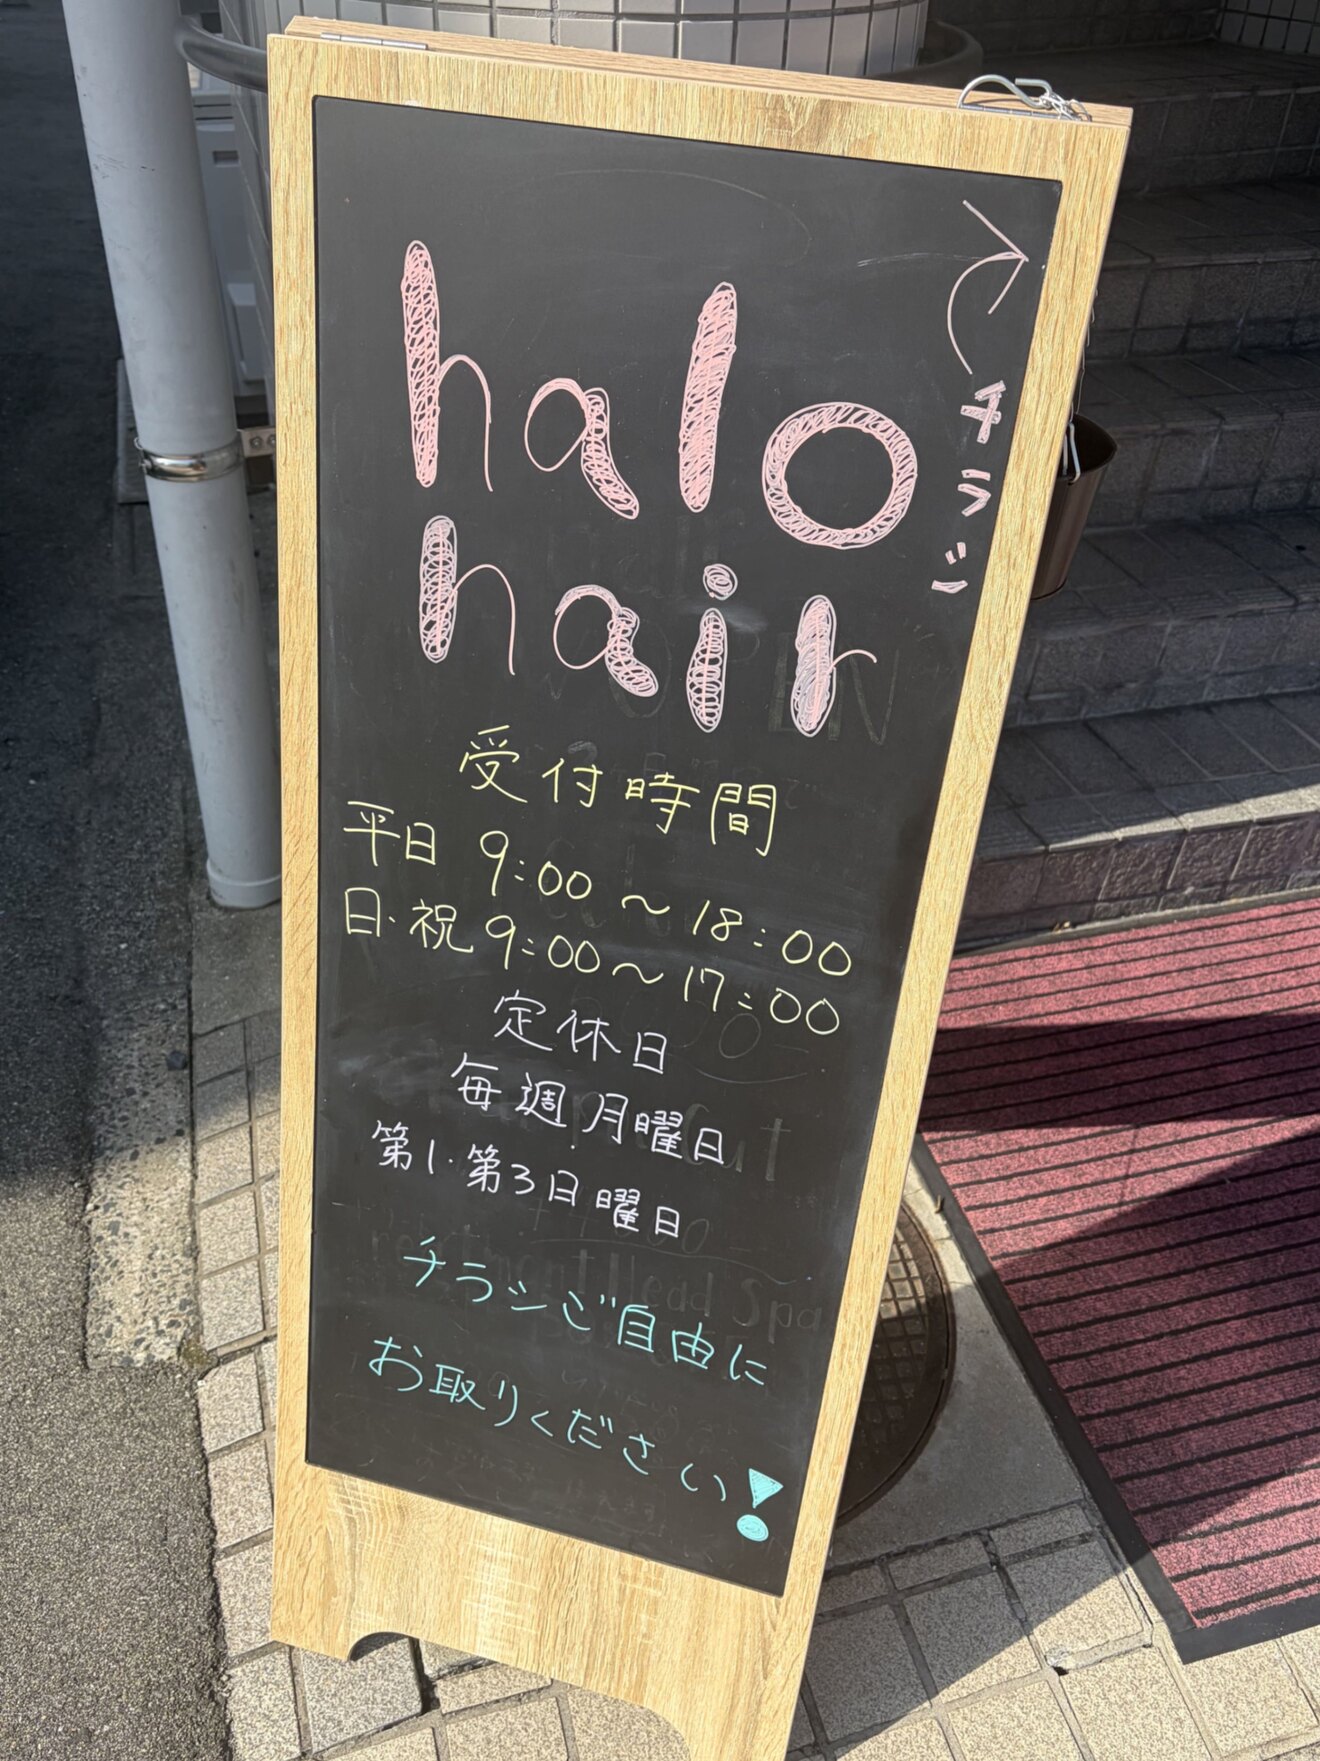 halo
hair
チラシ
受付時間
平日 9:00 〜 18:00
日・祝 9:00〜17:00
定休日
毎週月曜日
第1・第3日曜日
チラシご自由に
お取りください!